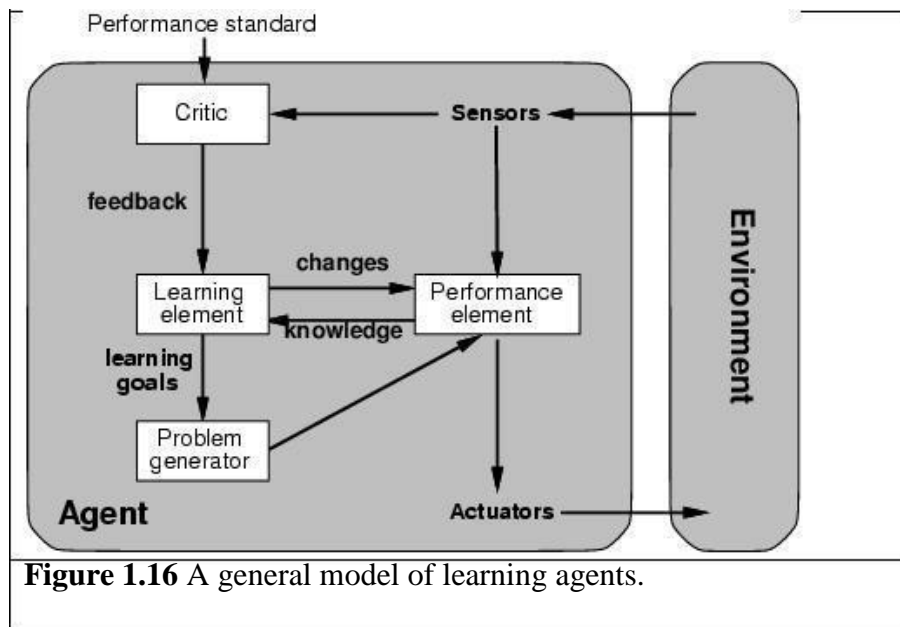 Performance standard
Critic
Sensors
feedback
Environment
changes
Learning
element
Performance
element
knowledge
learning
goals
Problem
generator
Agent
Actuators
Figure 1.16 A general model of learning agents.